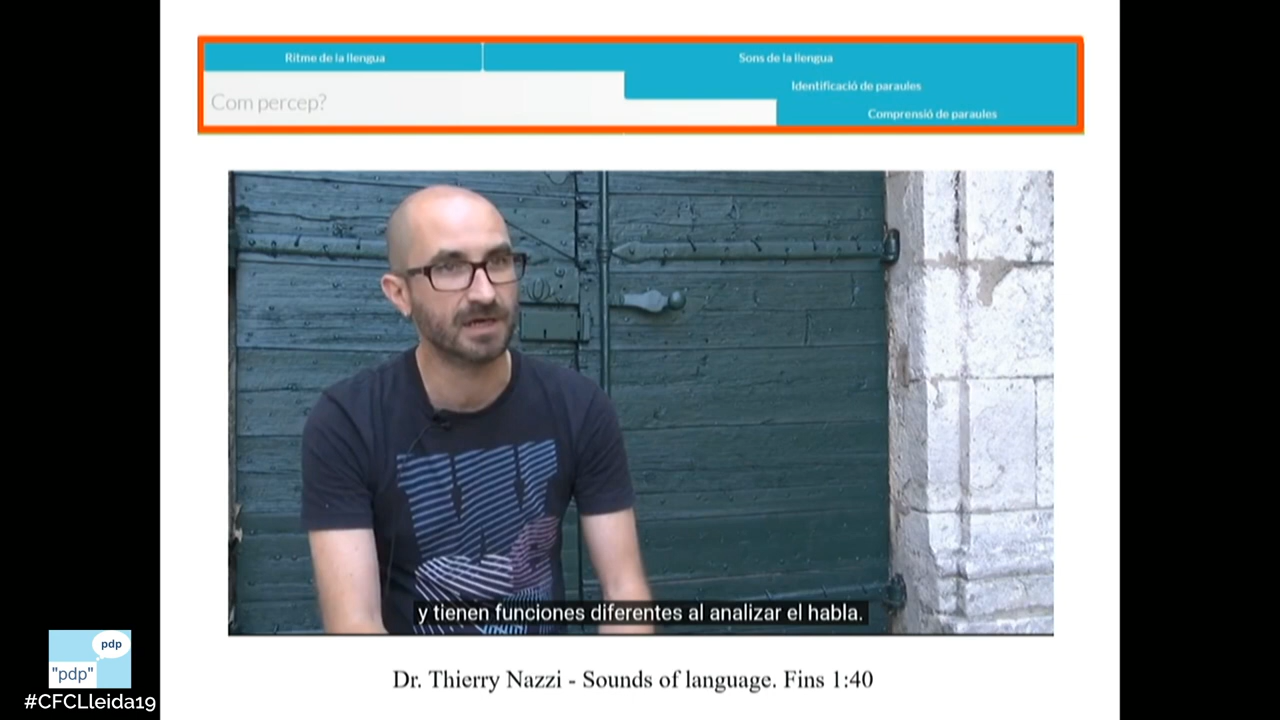 Ritme de la llengua
Sons de la llengua
Identificació de paraules
Com percep?
Comprensió de paraules
y tienen funciones diferentes al analizar el habla.
pdp
"pdp"
#CFCLleida19
Dr. Thierry Nazzi - Sounds of language. Fins 1:40